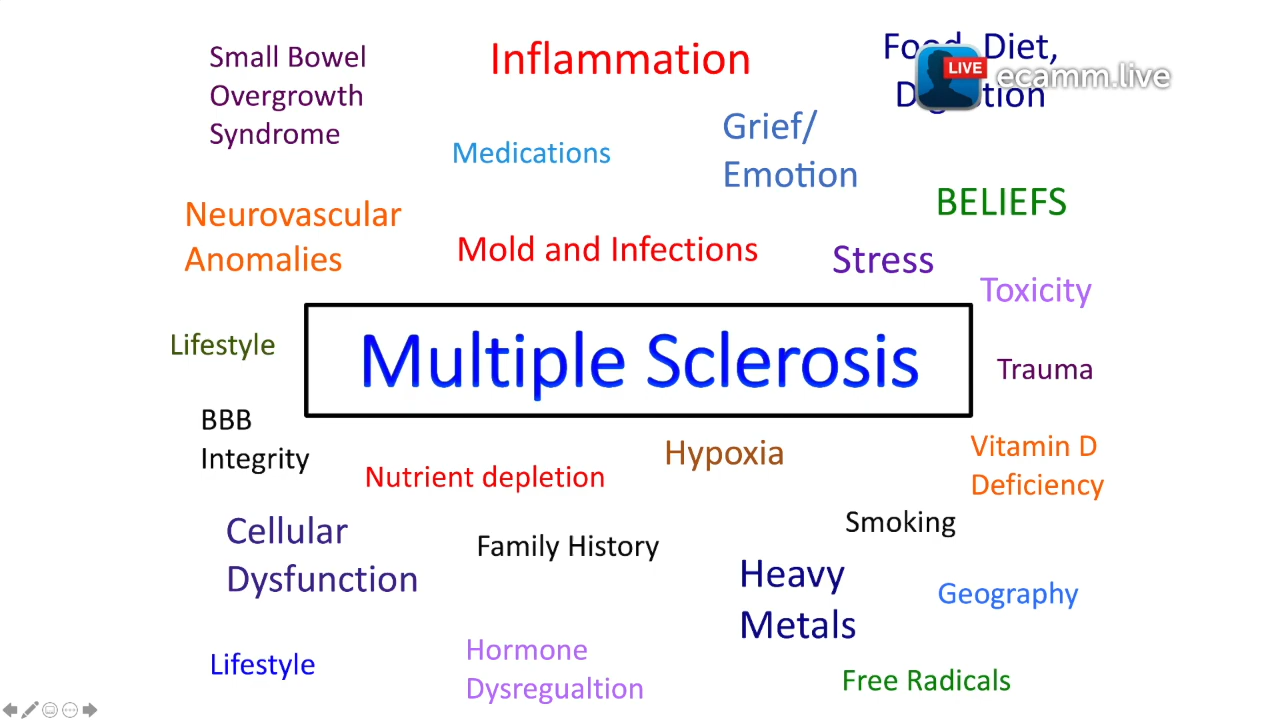 Small Bowel
Overgrowth
Syndrome
Inflammation
Food, Diet,
LIVE
ecamm.live
Medications
Grief/
Emotion
Neurovascular
Anomalies
Mold and Infections
BELIEFS
Stress
Toxicity
Lifestyle
Multiple Sclerosis
Trauma
BBB
Integrity
Nutrient depletion
Hypoxia
Vitamin D
Deficiency
Cellular
Dysfunction
Family History
Smoking
Heavy
Metals
Geography
Lifestyle
Hormone
Dysregualtion
Free Radicals